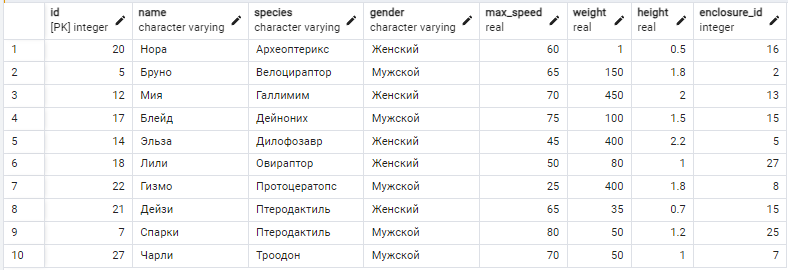 id name species gender max_speed weight height enclosure_id
[PK] integer character varying character varying character varying real real real integer
1 20 Нора Археоптерикс Женский 60 1 0.5 16
2 5 Бруно Велоцираптор Мужской 65 150 1.8 2
3 12 Мия Галлимим Женский 70 450 2 13
4 17 Блейд Дейноних Мужской 75 100 1.5 15
5 14 Эльза Дилофозавр Женский 45 400 2.2 5
6 18 Лили Овираптор Женский 50 80 1 27
7 22 Гизмо Протоцератопс Мужской 25 400 1.8 8
8 21 Дейзи Птеродактиль Женский 65 35 0.7 15
9 7 Спарки Птеродактиль Мужской 80 50 1.2 25
10 27 Чарли Троодон Мужской 70 50 1 7